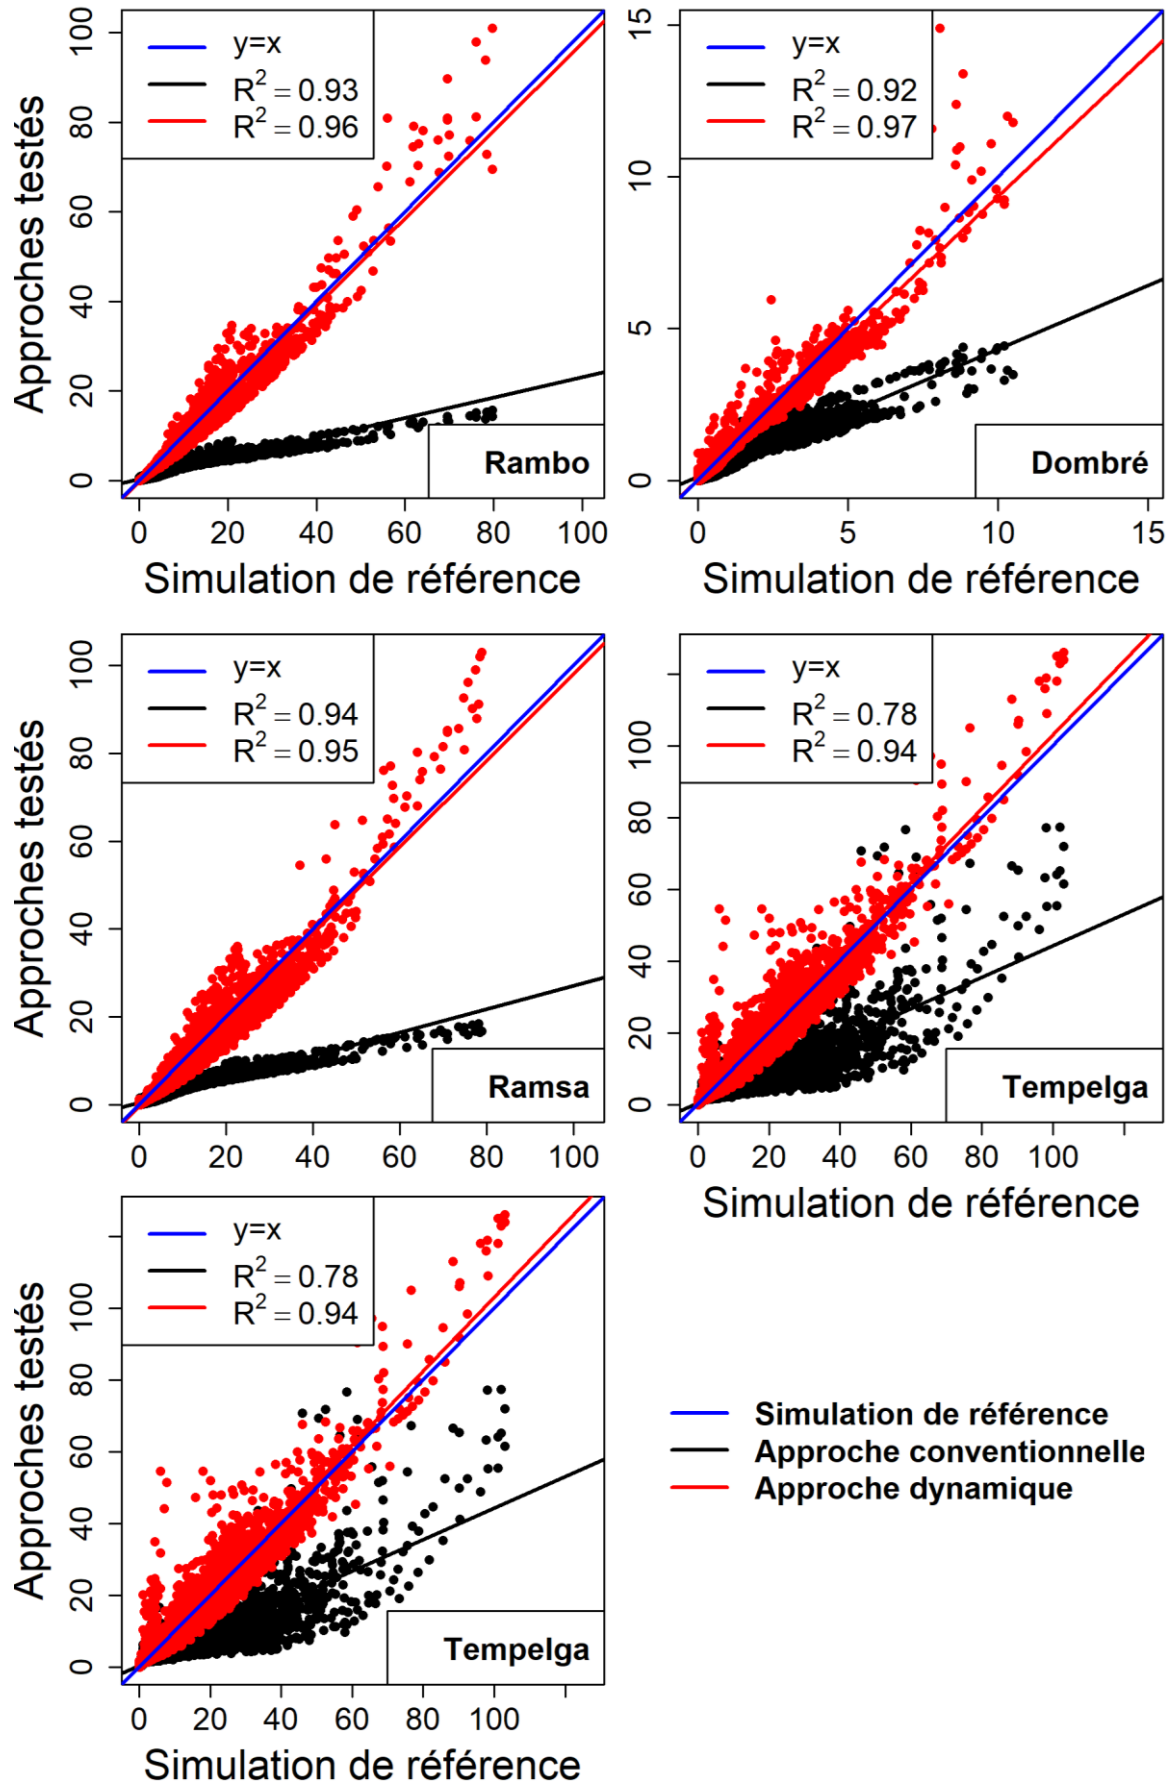 Approches testés
100
80
60
40
20
0
y=x
R² = 0.93
R² = 0.96
Rambo
0 20 40 60 80 100
Simulation de référence
15
10
5
0
y=x
R² = 0.92
R² = 0.97
Dombré
0 5 10 15
Simulation de référence
Approches testés
100
80
60
40
20
0
y=x
R² = 0.94
R² = 0.95
Ramsa
0 20 40 60 80 100
100
80
60
40
20
0
y=x
R² = 0.78
R² = 0.94
Tempelga
0 20 40 60 80 100
Simulation de référence
Approches testés
100
80
60
40
20
0
y=x
R² = 0.78
R² = 0.94
Tempelga
0 20 40 60 80 100
Simulation de référence
Simulation de référence
Approche conventionnelle
Approche dynamique